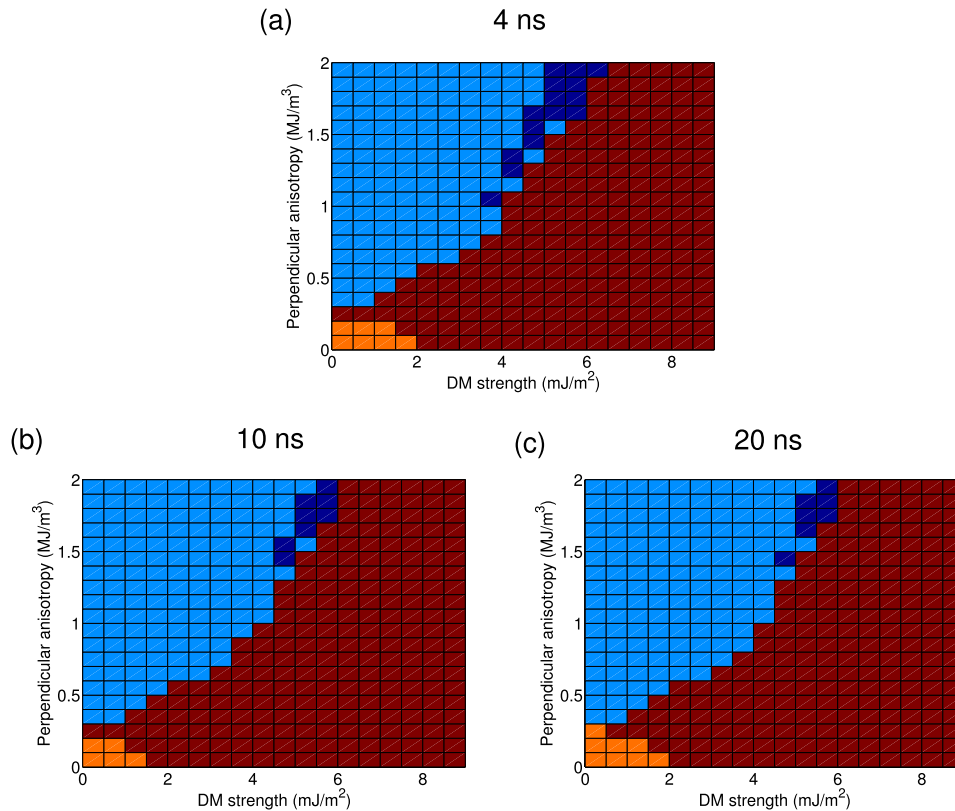 (a) 4 ns
2
1.5
1
0.5
0
Perpendicular anisotropy (MJ/m³)
0 2 4 6 8
DM strength (mJ/m²)
(b) 10 ns
2
1.5
1
0.5
0
Perpendicular anisotropy (MJ/m³)
0 2 4 6 8
DM strength (mJ/m²)
(c) 20 ns
2
1.5
1
0.5
0
Perpendicular anisotropy (MJ/m³)
0 2 4 6 8
DM strength (mJ/m²)